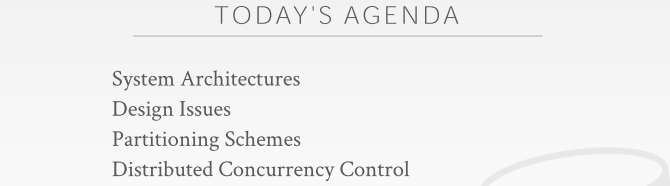 TODAY'S AGENDA
System Architectures
Design Issues
Partitioning Schemes
Distributed Concurrency Control